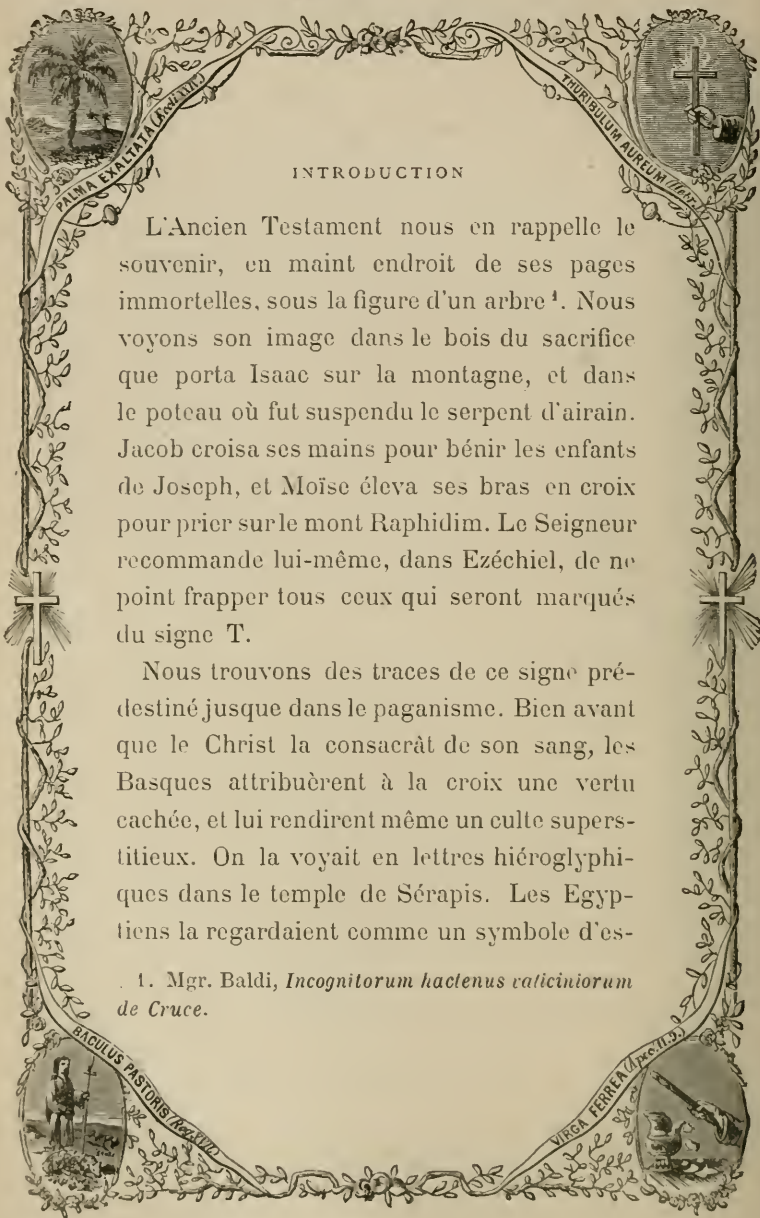 PALMA EXALTATA
THURIBULUM AUREUM
INTRODUCTION
L'Ancien Testament nous en rappelle le
souvenir, en maint endroit de ses pages
immortelles, sous la figure d'un arbre ¹. Nous
voyons son image dans le bois du sacrifice
que porta Isaac sur la montagne, et dans
le poteau où fut suspendu le serpent d'airain.
Jacob croisa ses mains pour bénir les enfants
de Joseph, et Moïse éleva ses bras en croix
pour prier sur le mont Raphidim. Le Seigneur
recommande lui-même, dans Ezéchiel, de ne
point frapper tous ceux qui seront marqués
du signe T.
Nous trouvons des traces de ce signe pré-
destiné jusque dans le paganisme. Bien avant
que le Christ la consacrât de son sang, les
Basques attribuèrent à la croix une vertu
cachée, et lui rendirent même un culte supers-
titieux. On la voyait en lettres hiéroglyphi-
ques dans le temple de Sérapis. Les Egyp-
tiens la regardaient comme un symbole d'es-
1. Mgr. Baldi, Incognitorum hactenus vaticiniorum
de Cruce.
BACULUS PASTORIS
VIRGA FERREA (Apoc. II. 9.)